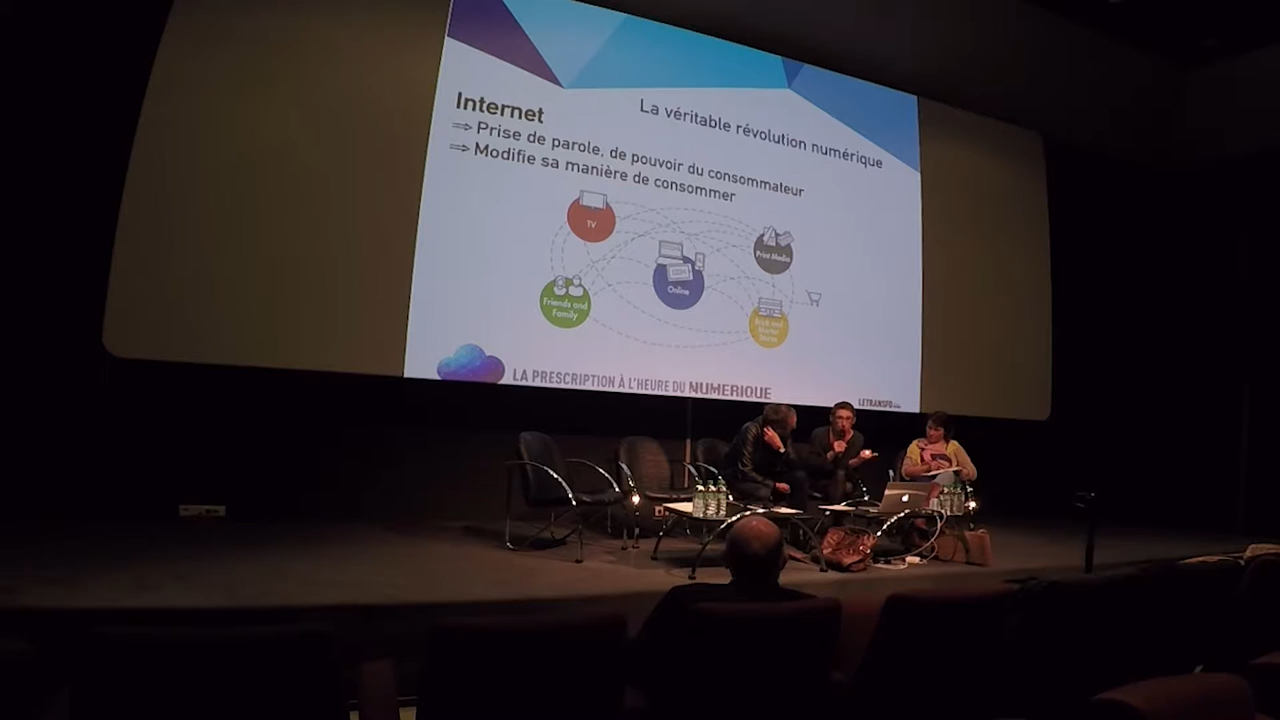 La véritable révolution numérique
Internet
⇒ Prise de parole, de pouvoir du consommateur
⇒ Modifie sa manière de consommer
TV
Print Media
Online
Friends and
Family
Brick and
Mortar
Stores
LA PRESCRIPTION À L'HEURE DU NUMERIQUE
LETRANSFO